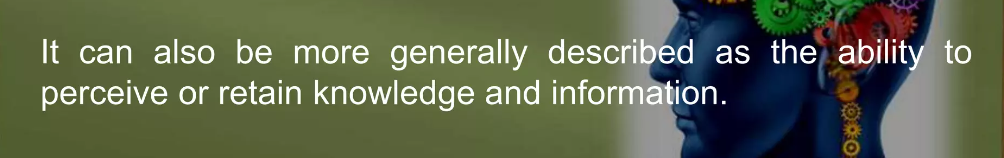 It can also be more generally described as the ability to
perceive or retain knowledge and information.